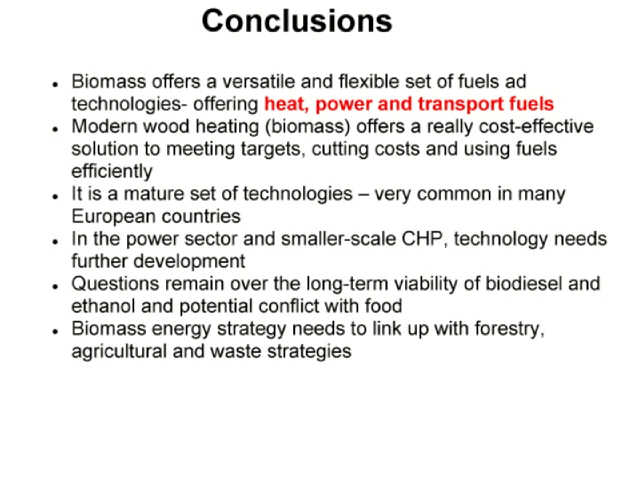 Conclusions
• Biomass offers a versatile and flexible set of fuels ad
technologies- offering heat, power and transport fuels
• Modern wood heating (biomass) offers a really cost-effective
solution to meeting targets, cutting costs and using fuels
efficiently
• It is a mature set of technologies – very common in many
European countries
• In the power sector and smaller-scale CHP, technology needs
further development
• Questions remain over the long-term viability of biodiesel and
ethanol and potential conflict with food
• Biomass energy strategy needs to link up with forestry,
agricultural and waste strategies